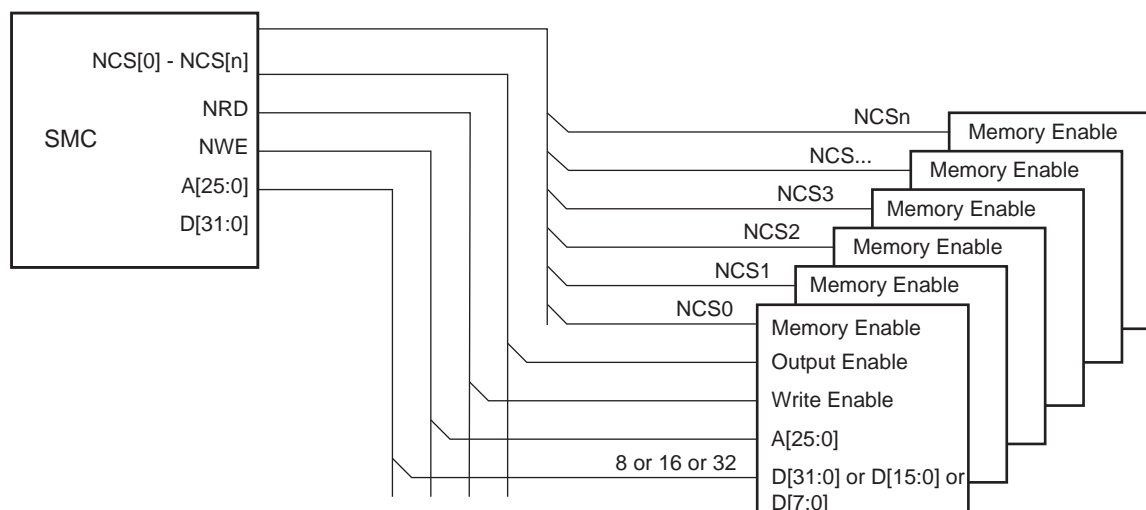 NCS[0] - NCS[n]
NRD
SMC
NWE
A[25:0]
D[31:0]
NCSn
Memory Enable
NCS...
Memory Enable
NCS3
Memory Enable
NCS2
Memory Enable
NCS1
Memory Enable
NCS0
Memory Enable
Output Enable
Write Enable
A[25:0]
8 or 16 or 32
D[31:0] or D[15:0] or
D[7:0]